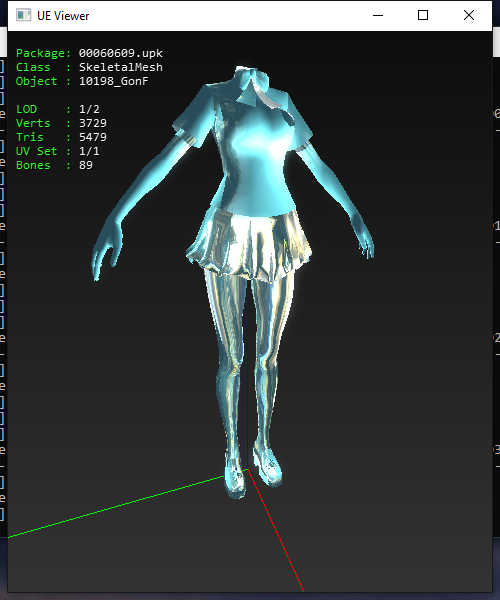 UE Viewer
Package: 00060609.upk
Class : SkeletalMesh
Object : 10198_GonF
LOD : 1/2
Verts : 3729
Tris : 5479
UV Set : 1/1
Bones : 89